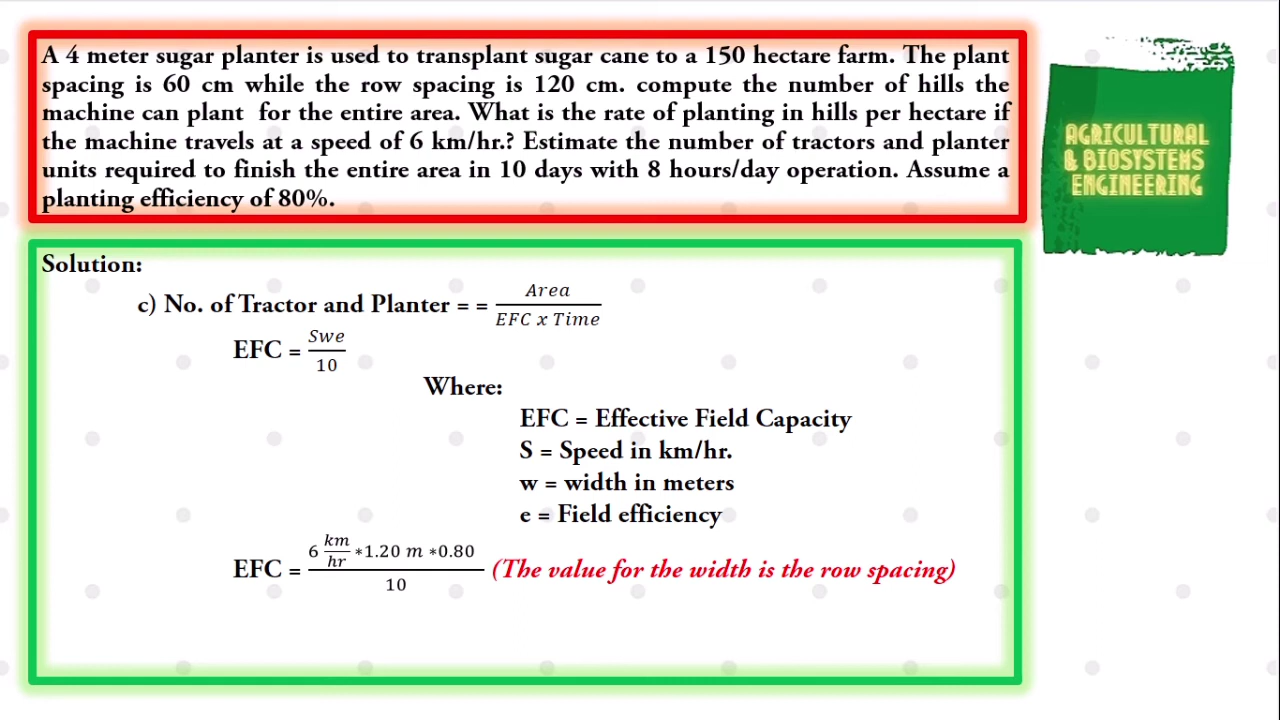 A 4 meter sugar planter is used to transplant sugar cane to a 150 hectare farm. The plant
spacing is 60 cm while the row spacing is 120 cm. compute the number of hills the
machine can plant for the entire area. What is the rate of planting in hills per hectare if
the machine travels at a speed of 6 km/hr.? Estimate the number of tractors and planter
units required to finish the entire area in 10 days with 8 hours/day operation. Assume a
planting efficiency of 80%.
AGRICULTURAL
& BIOSYSTEMS
ENGINEERING
Solution:
c) No. of Tractor and Planter = = Area / EFC x Time
EFC = Swe / 10
Where:
EFC = Effective Field Capacity
S = Speed in km/hr.
w = width in meters
e = Field efficiency
EFC = 6 km/hr *1.20 m *0.80 / 10 (The value for the width is the row spacing)